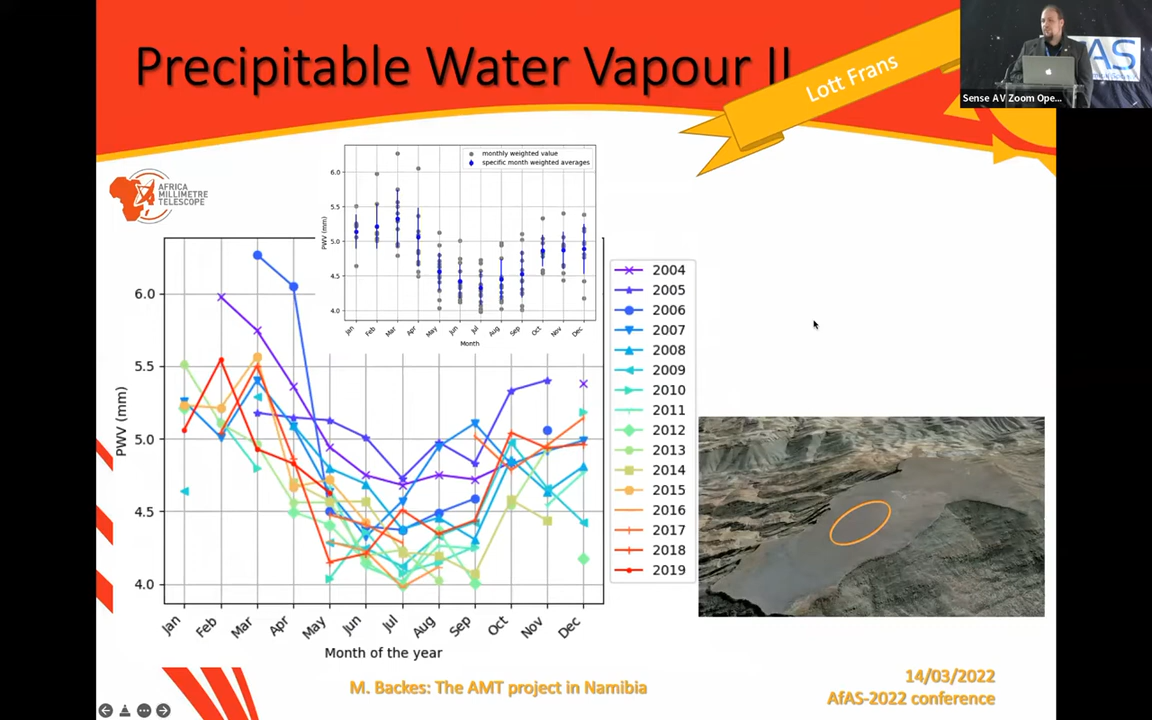 Precipitable Water Vapour II
Lott Frans
AS
Sense AV Zoom Ope...
AFRICA
MILLIMETRE
TELESCOPE
monthly weighted value
specific month weighted averages
PWV (mm)
6.0
5.5
5.0
4.5
4.0
Jan
Feb
Mar
Apr
May
Jun
Jul
Aug
Sep
Oct
Nov
Dec
Month
PWV (mm)
6.0
5.5
5.0
4.5
4.0
Jan
Feb
Mar
Apr
May
Jun
Jul
Aug
Sep
Oct
Nov
Dec
Month of the year
2004
2005
2006
2007
2008
2009
2010
2011
2012
2013
2014
2015
2016
2017
2018
2019
M. Backes: The AMT project in Namibia
14/03/2022
AfAS-2022 conference